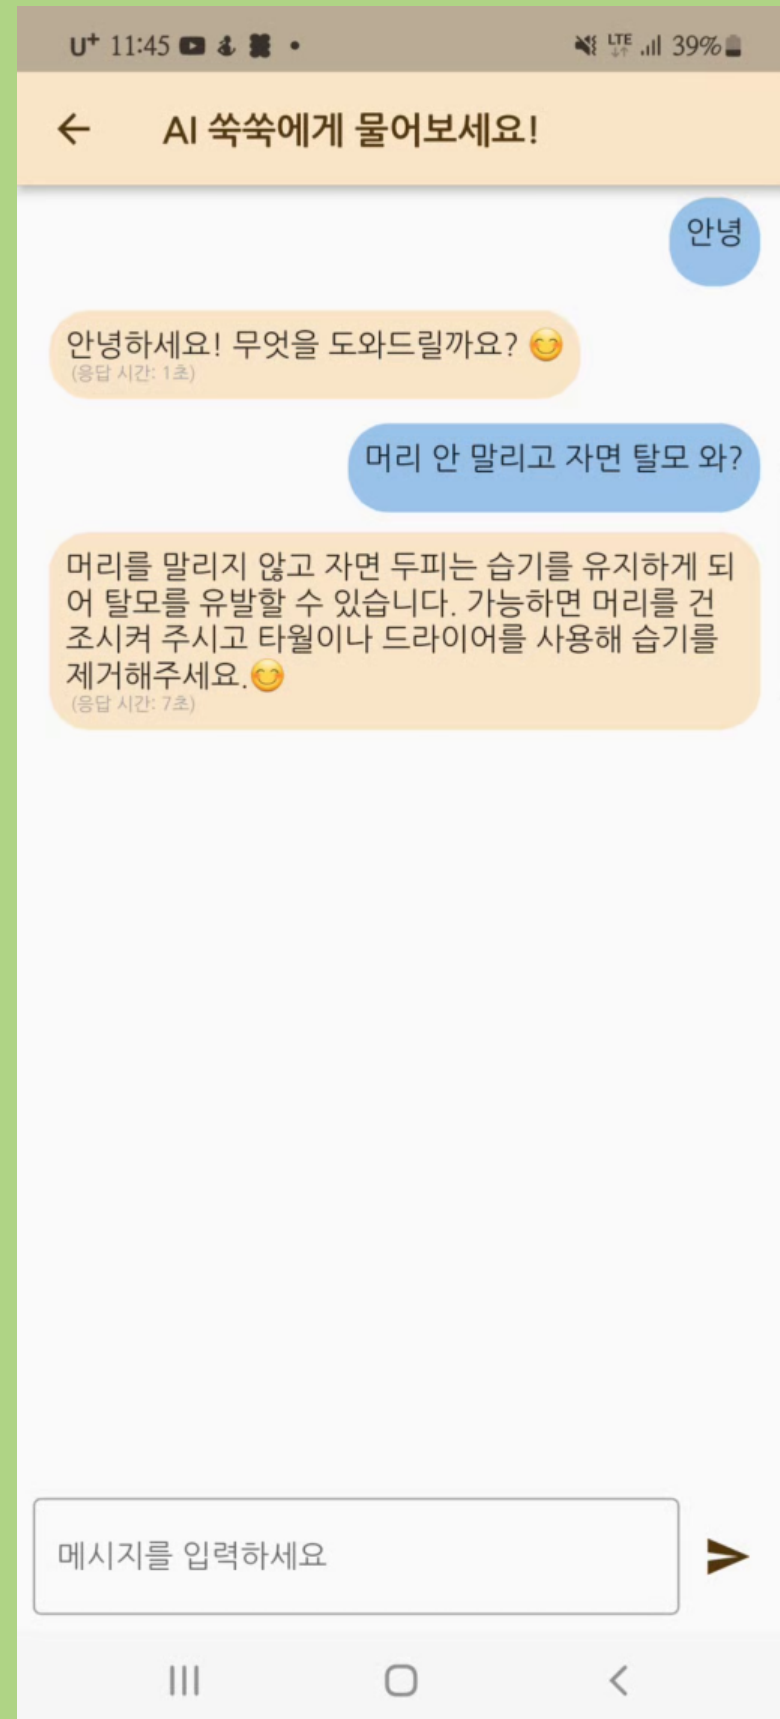 U+ 11:45
LTE 39%
AI 쑥쑥에게 물어보세요!
안녕
안녕하세요! 무엇을 도와드릴까요? 😊
(응답 시간: 1초)
머리 안 말리고 자면 탈모 와?
머리를 말리지 않고 자면 두피는 습기를 유지하게 되
어 탈모를 유발할 수 있습니다. 가능하면 머리를 건
조시켜 주시고 타월이나 드라이어를 사용해 습기를
제거해주세요.😊
(응답 시간: 7초)
메시지를 입력하세요